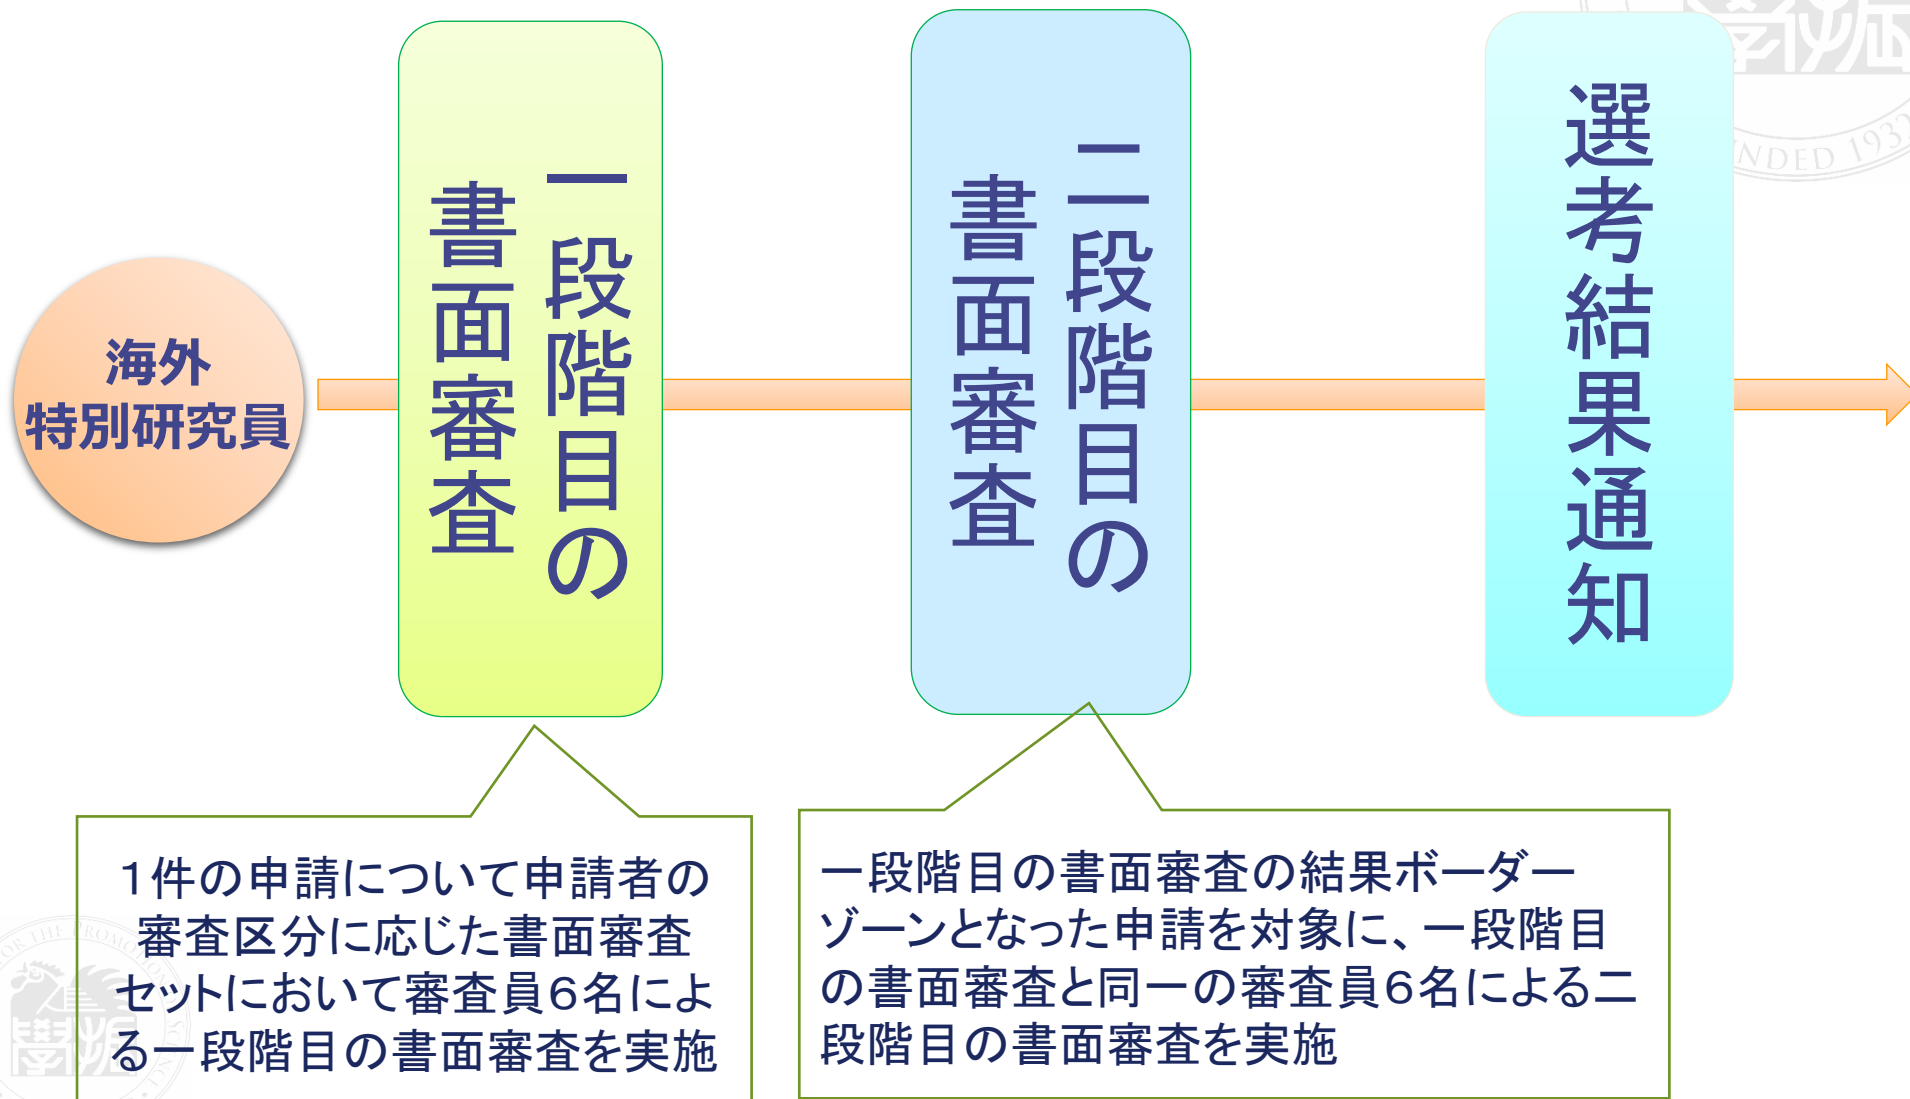 海外
特別研究員
一段階目の
書面審査
二段階目の
書面審査
選考結果通知
1件の申請について申請者の
審査区分に応じた書面審査
セットにおいて審査員6名によ
る一段階目の書面審査を実施
一段階目の書面審査の結果ボーダー
ゾーンとなった申請を対象に、一段階目
の書面審査と同一の審査員6名による二
段階目の書面審査を実施